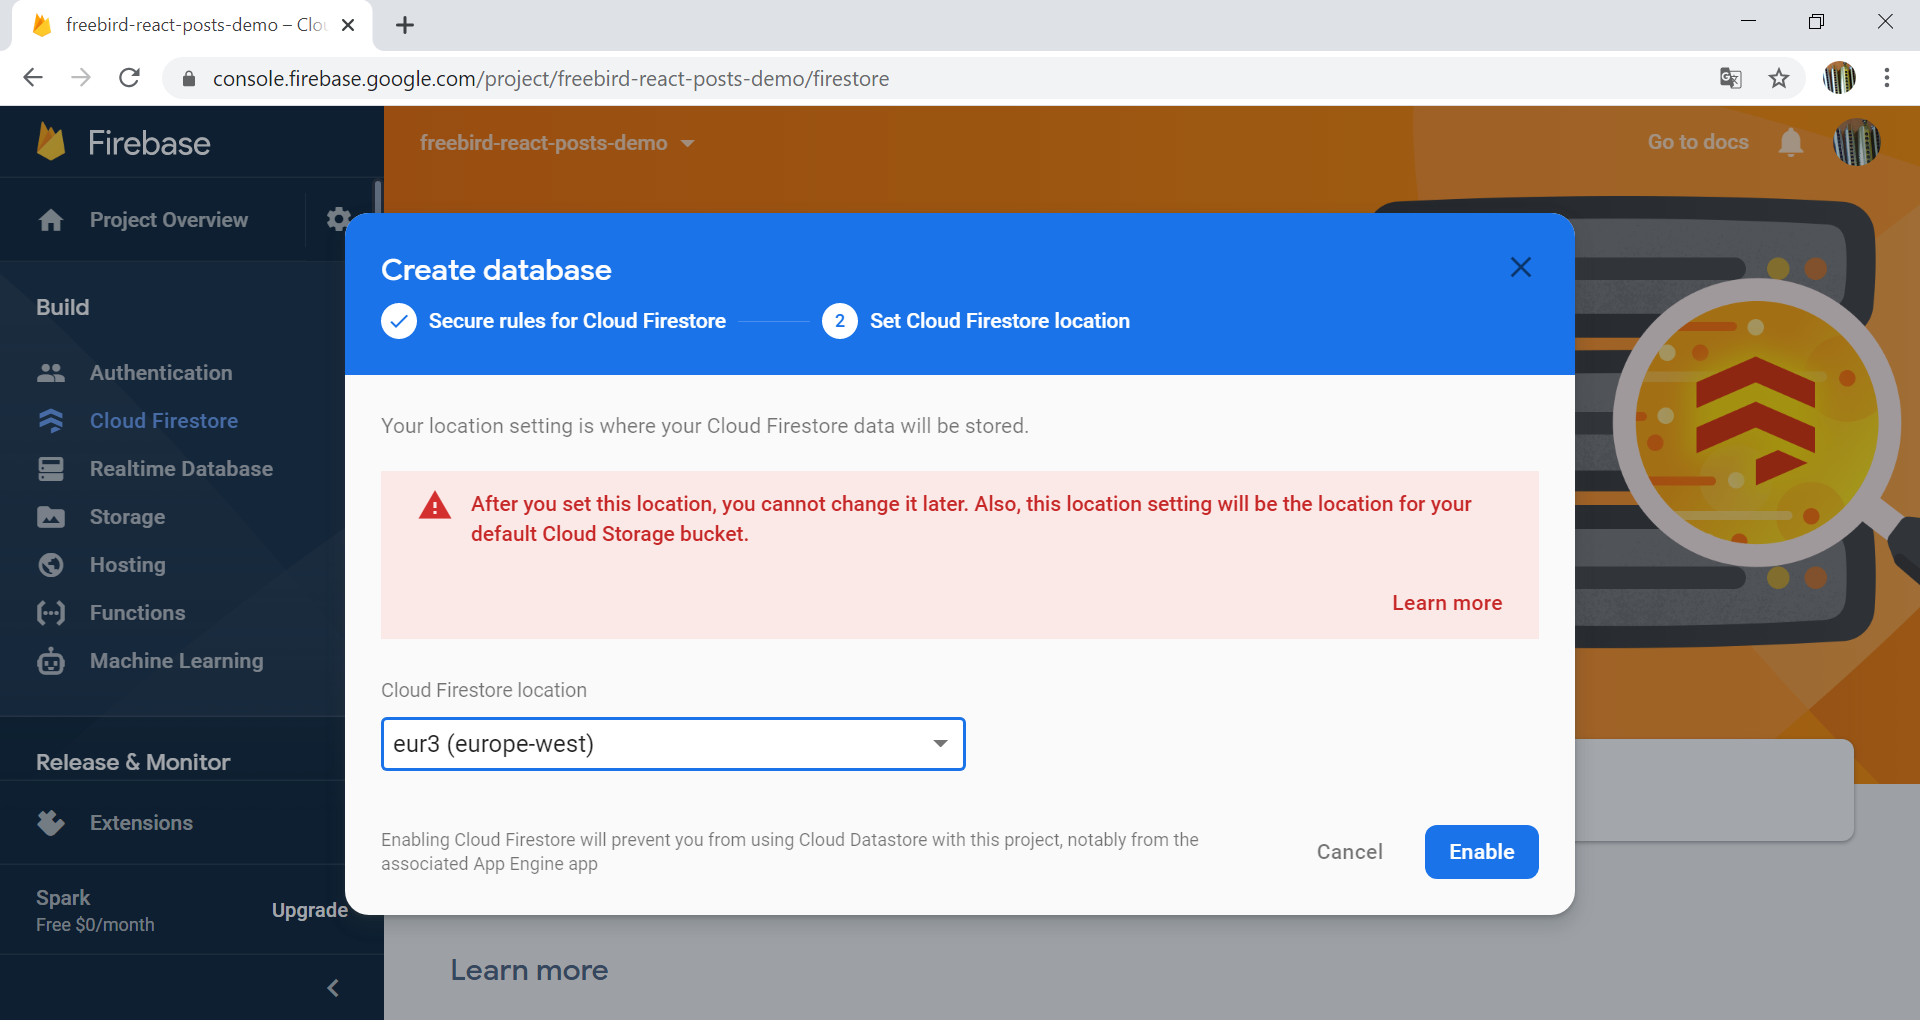 freebird-react-posts-demo – Clo
console.firebase.google.com/project/freebird-react-posts-demo/firestore
Firebase
freebird-react-posts-demo
Go to docs
Project Overview
Build
Authentication
Cloud Firestore
Realtime Database
Storage
Hosting
Functions
Machine Learning
Release & Monitor
Extensions
Spark
Free $0/month
Upgrade
Create database
Secure rules for Cloud Firestore
2 Set Cloud Firestore location
Your location setting is where your Cloud Firestore data will be stored.
After you set this location, you cannot change it later. Also, this location setting will be the location for your
default Cloud Storage bucket.
Learn more
Cloud Firestore location
eur3 (europe-west)
Enabling Cloud Firestore will prevent you from using Cloud Datastore with this project, notably from the
associated App Engine app
Cancel
Enable
Learn more